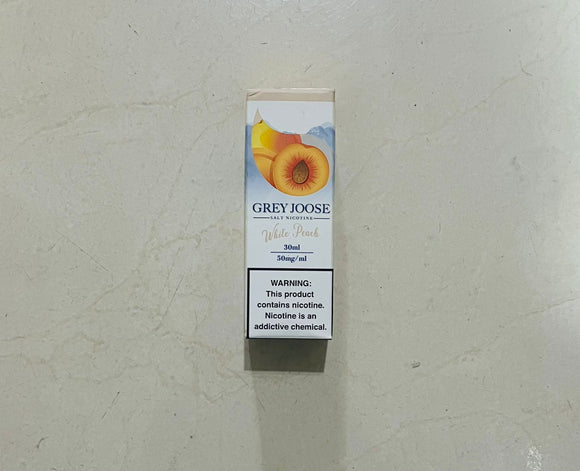 GREY JOOSE
SALT NICOTINE
White Peach
30ml
50mg/ml
WARNING:
This product
contains nicotine.
Nicotine is an
addictive chemical.